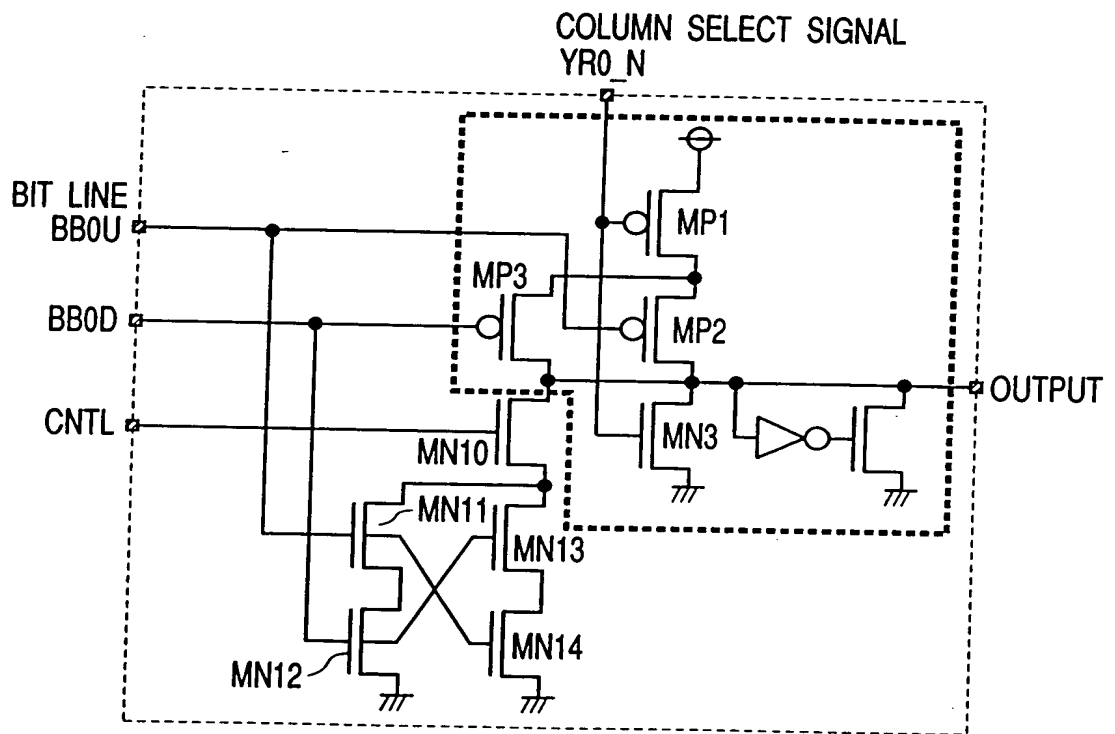 COLUMN SELECT SIGNAL
YR0_N
BIT LINE
BB0U
MP1
MP3
BB0D
MP2
OUTPUT
CNTL
MN10
MN3
MN11
MN13
MN14
MN12